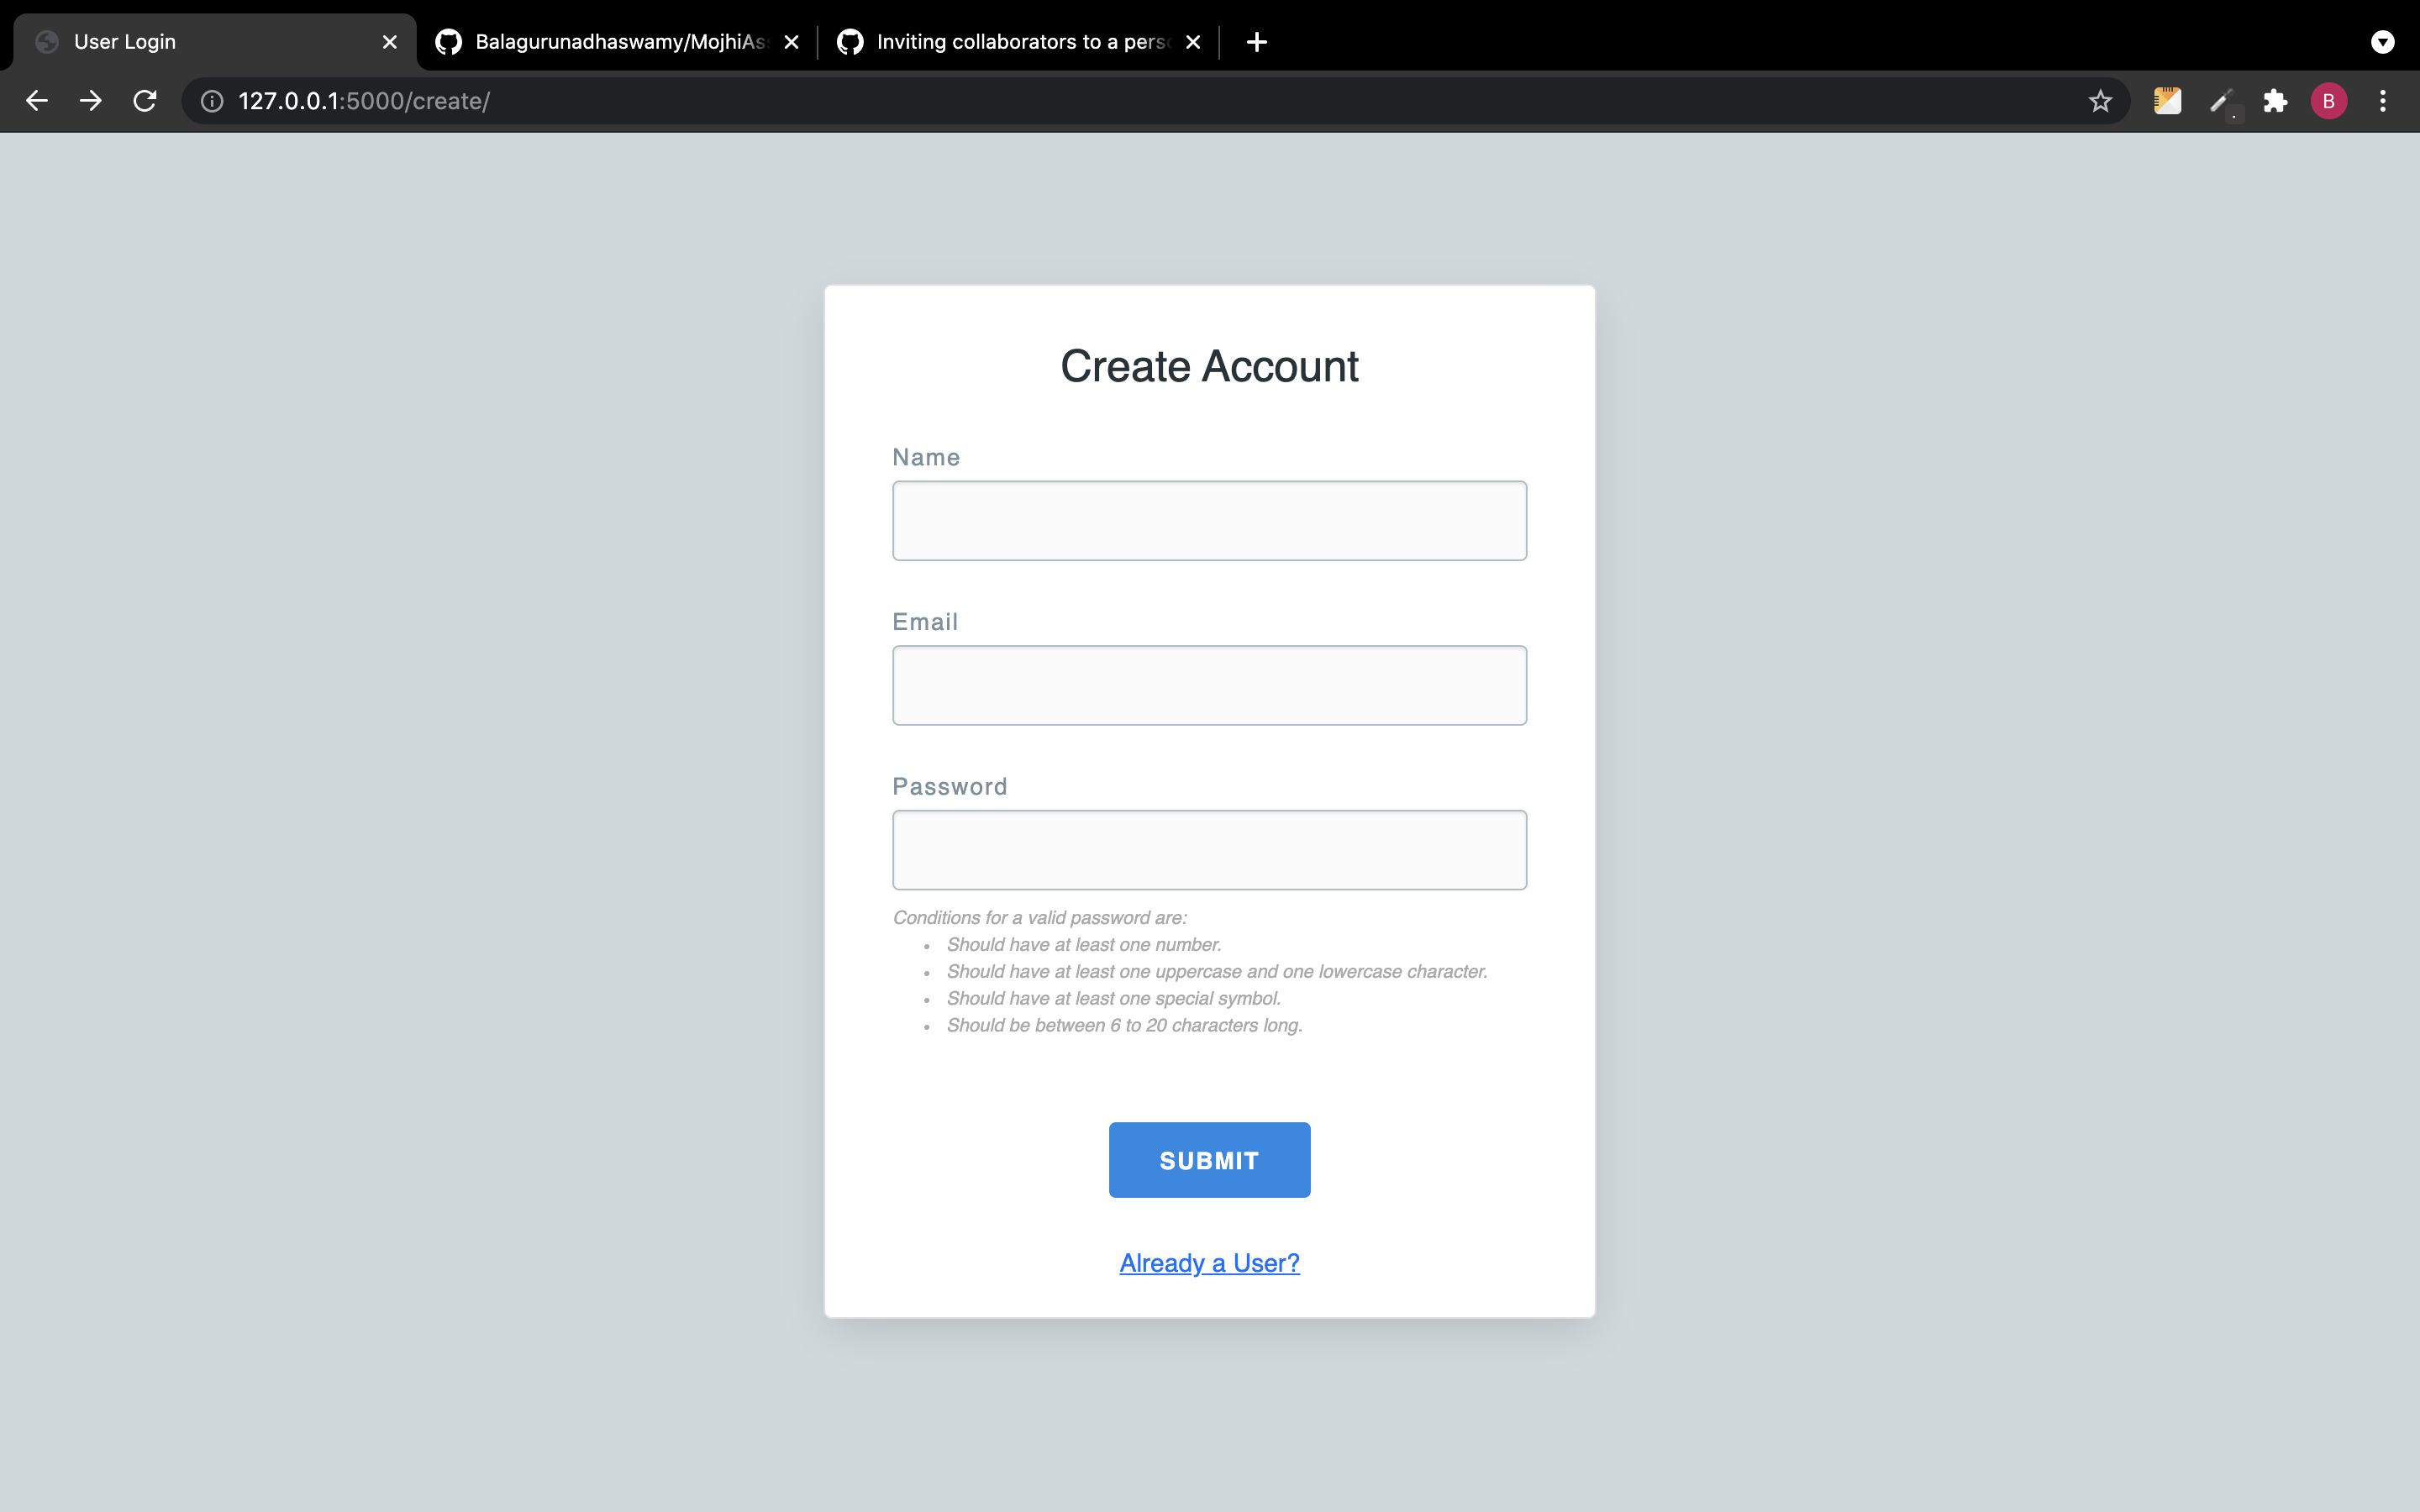 User Login
Balagurunadhaswamy/MojhiAs
Inviting collaborators to a pers
127.0.0.1:5000/create/
B
Create Account
Name
Email
Password
Conditions for a valid password are:
• Should have at least one number.
• Should have at least one uppercase and one lowercase character.
• Should have at least one special symbol.
• Should be between 6 to 20 characters long.
SUBMIT
Already a User?